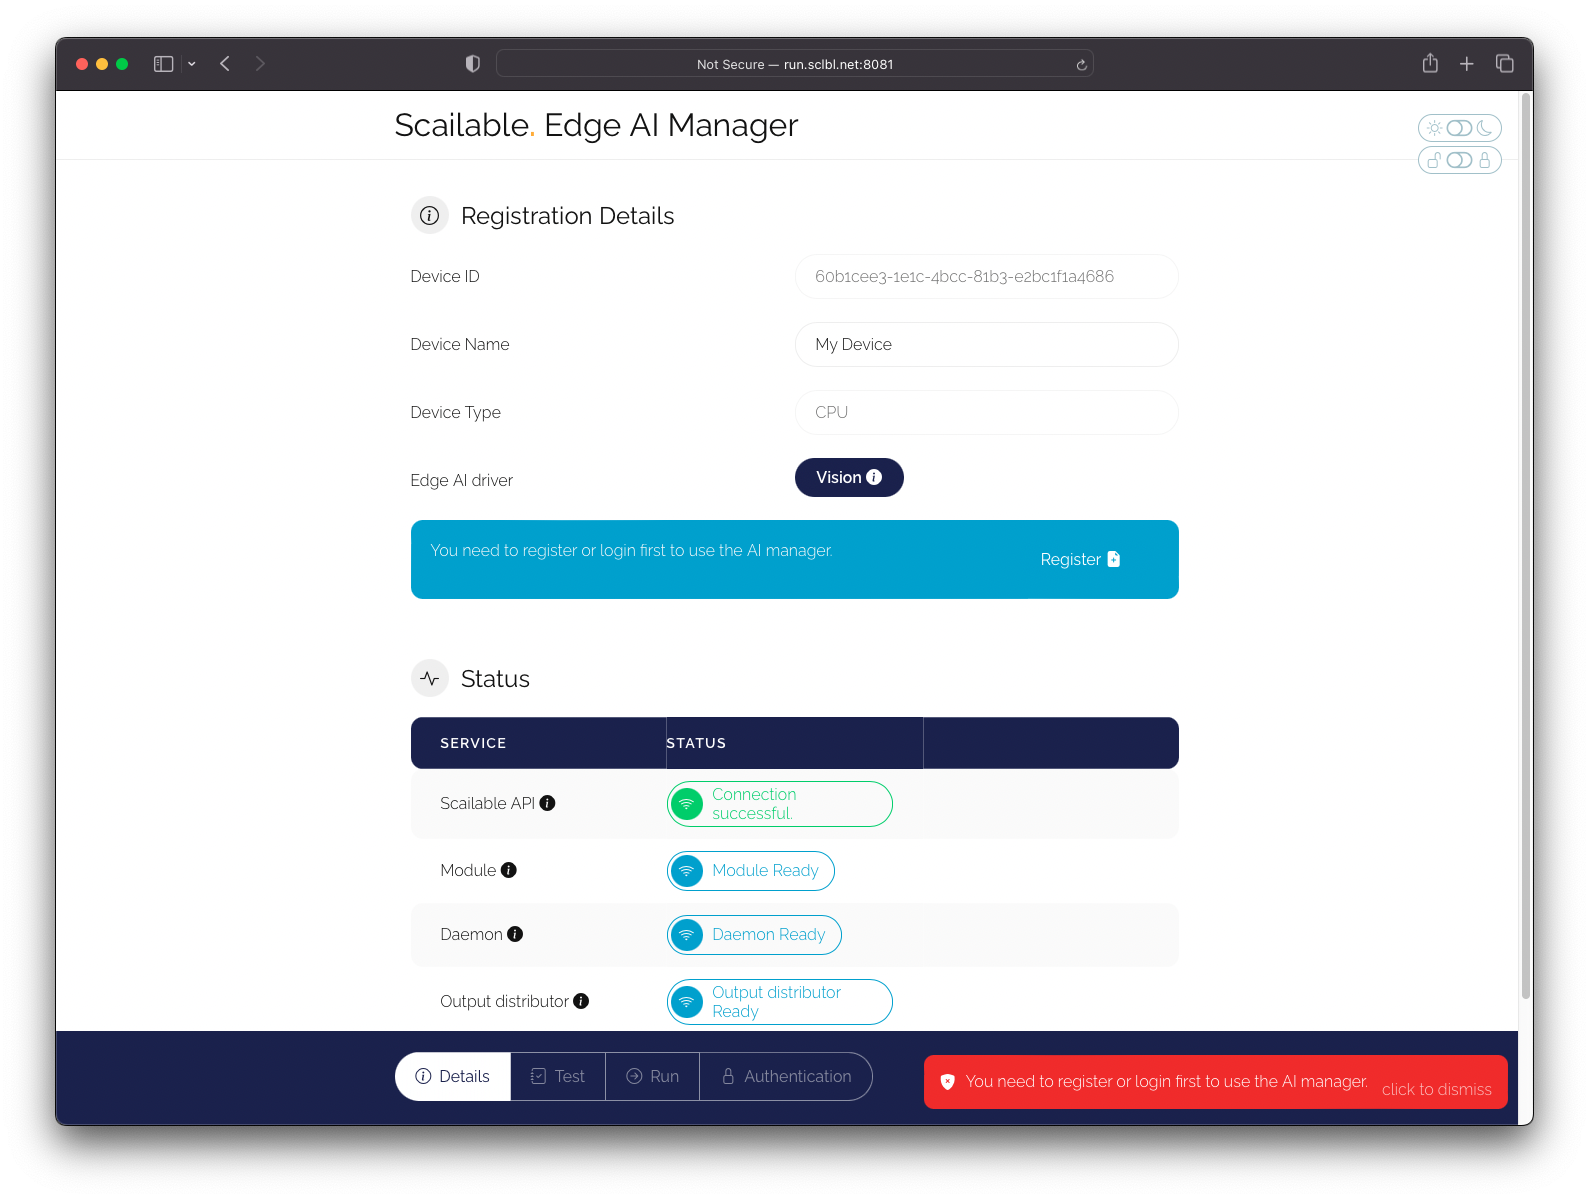 Not Secure — run.sclbl.net:8081
Scailable. Edge AI Manager
Registration Details
Device ID
60b1cee3-1e1c-4bcc-81b3-e2bc1f1a4686
Device Name
My Device
Device Type
CPU
Edge AI driver
Vision
You need to register or login first to use the AI manager.
Register
Status
SERVICE
STATUS
Scailable API
Connection
successful.
Module
Module Ready
Daemon
Daemon Ready
Output distributor
Output distributor
Ready
Details
Test
Run
Authentication
You need to register or login first to use the AI manager.
click to dismiss